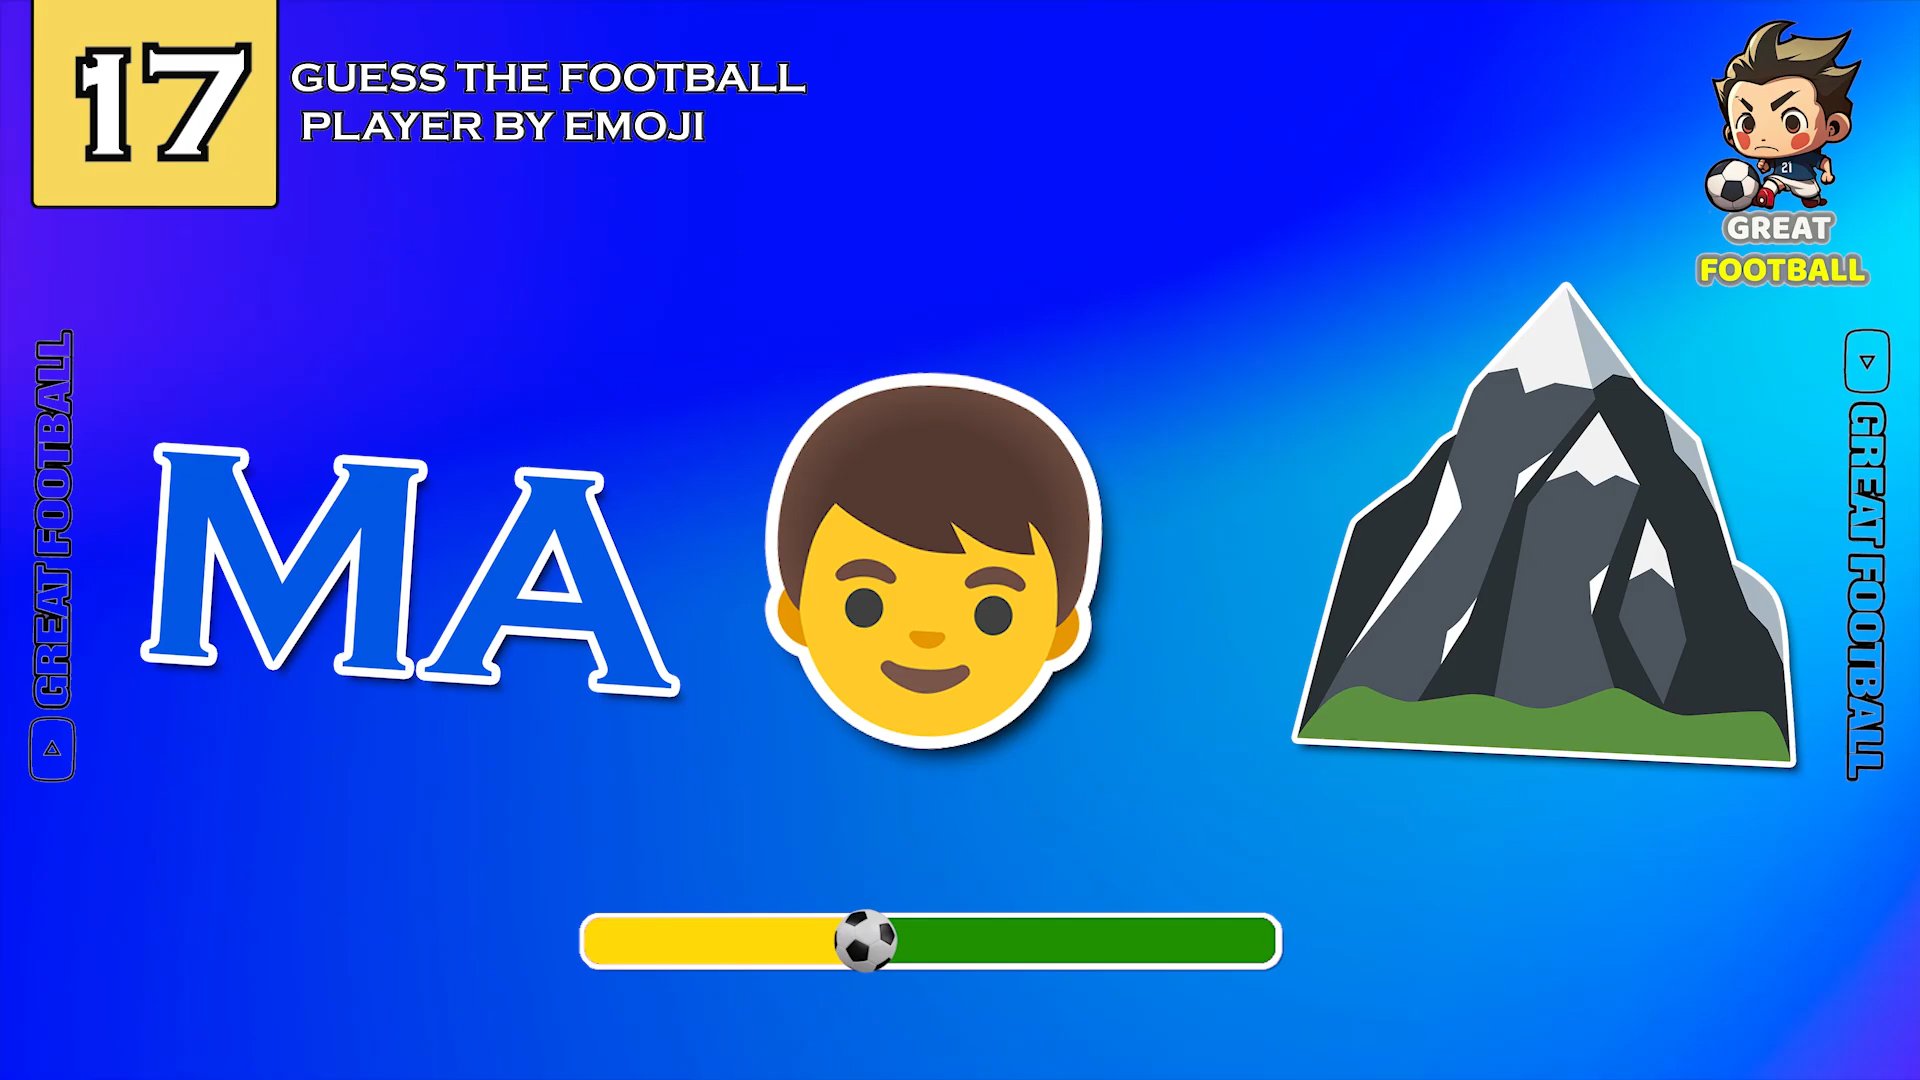 17
GUESS THE FOOTBALL
PLAYER BY EMOJI
21
GREAT
FOOTBALL
GREAT FOOTBALL
MA
GREAT FOOTBALL